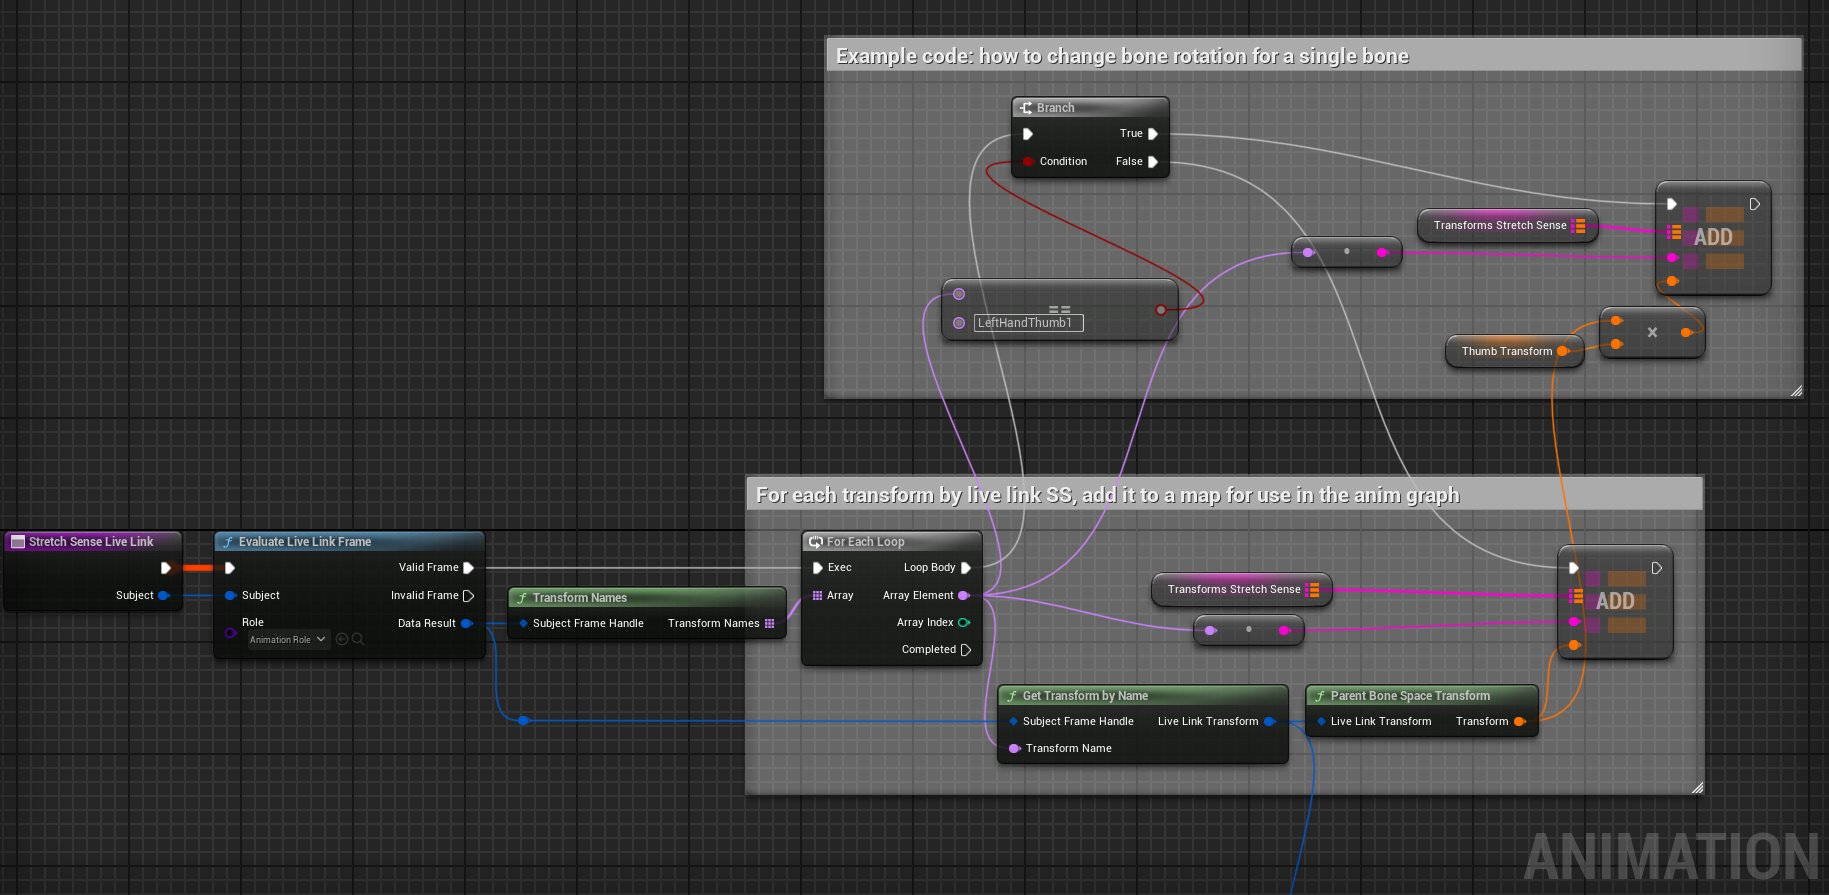 Example code: how to change bone rotation for a single bone
Branch
True
Condition
False
Transforms Stretch Sense
ADD
==
LeftHandThumb1
Thumb Transform
×
For each transform by live link SS, add it to a map for use in the anim graph
Stretch Sense Live Link
Subject
f Evaluate Live Link Frame
Valid Frame
Subject
Invalid Frame
Role
Animation Role
Data Result
f Transform Names
Subject Frame Handle
Transform Names
For Each Loop
Exec
Loop Body
Array
Array Element
Array Index
Completed
Transforms Stretch Sense
ADD
f Get Transform by Name
Subject Frame Handle
Live Link Transform
Transform Name
f Parent Bone Space Transform
Live Link Transform
Transform
ANIMATION